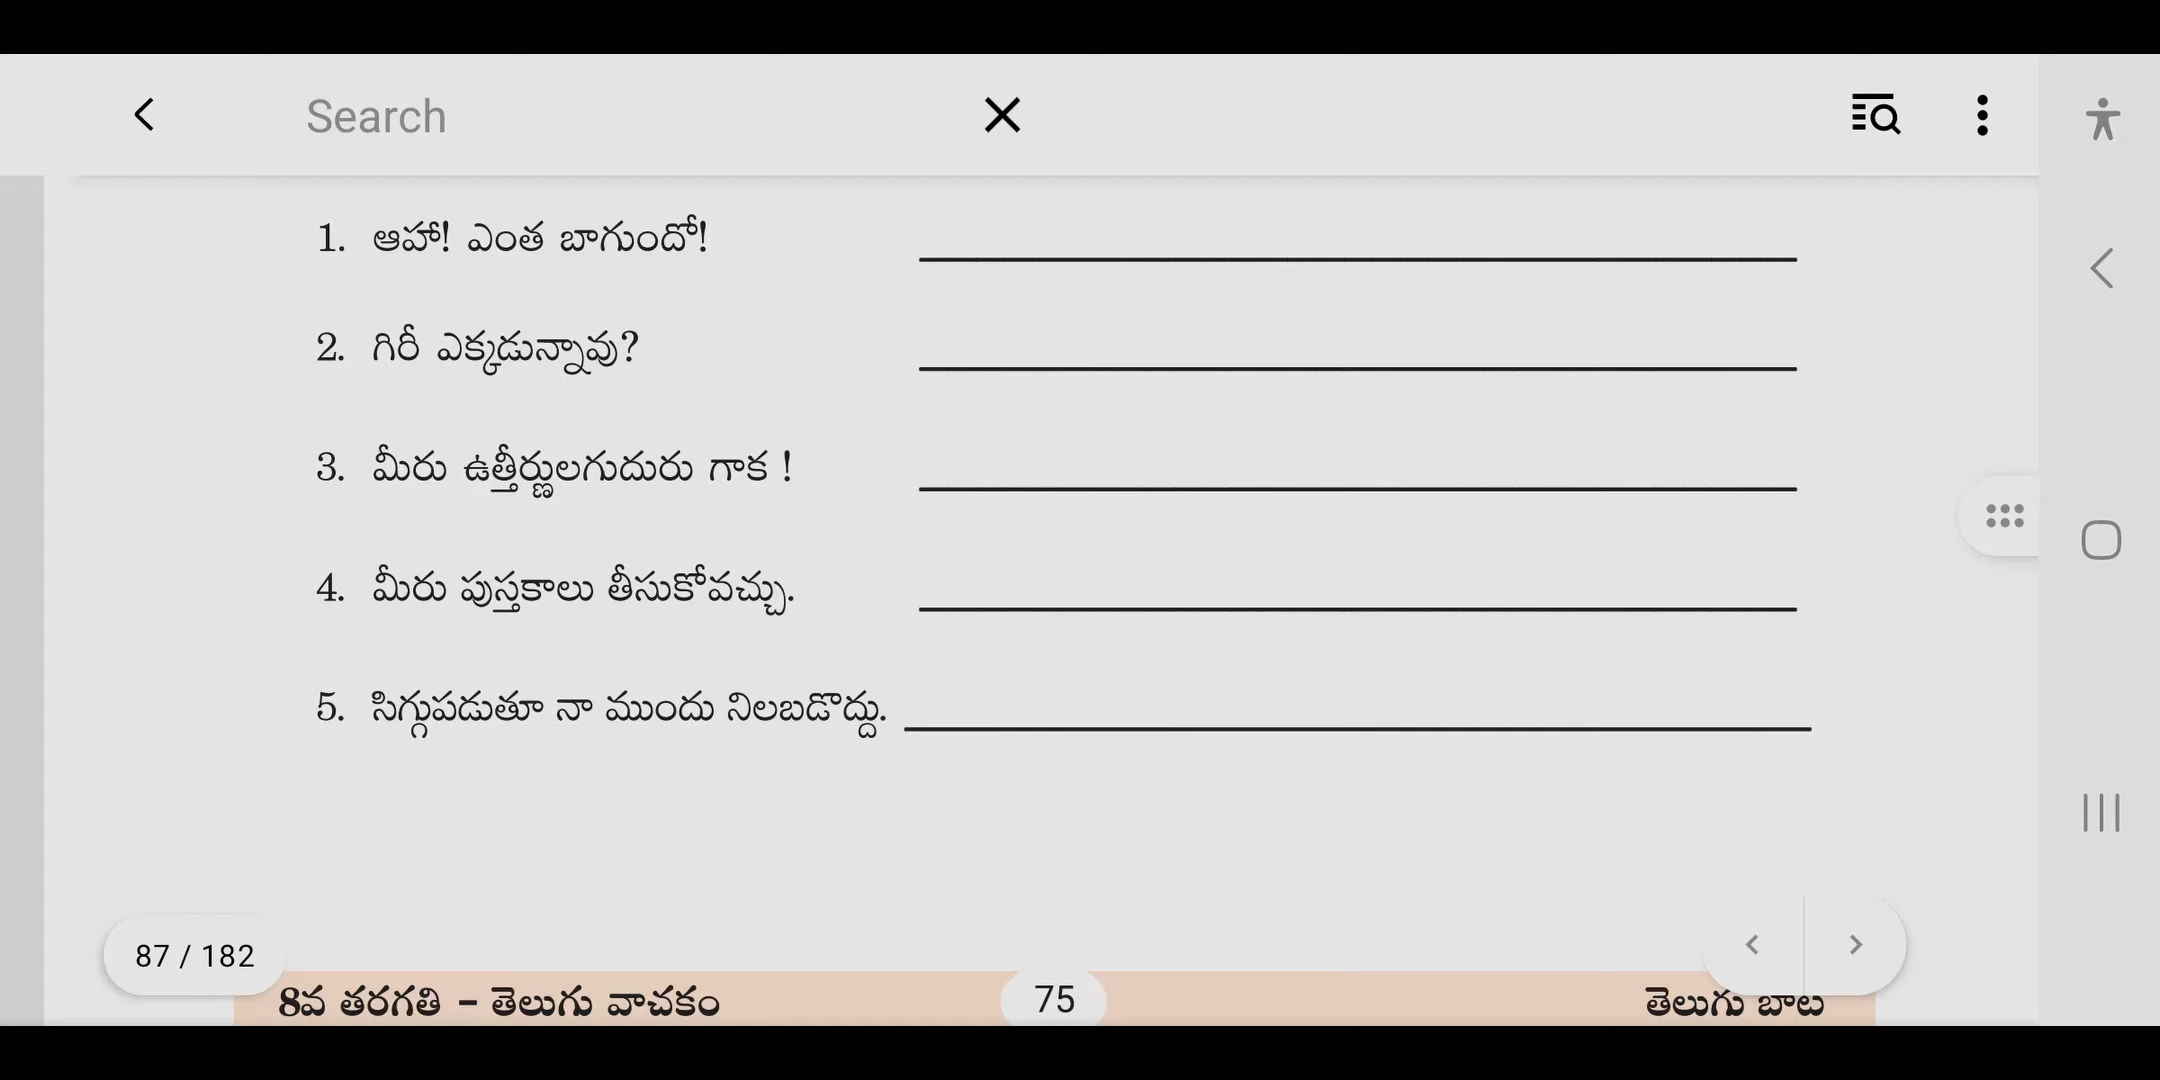 Search
1. ఆహా! ఎంత బాగుందో!
2. గిరీ ఎక్కడున్నావు?
3. మీరు ఉత్తీర్ణులగుదురు గాక !
4. మీరు పుస్తకాలు తీసుకోవచ్చు.
5. సిగ్గుపడుతూ నా ముందు నిలబడొద్దు.
87 / 182
8వ తరగతి - తెలుగు వాచకం 75 తెలుగు బాట